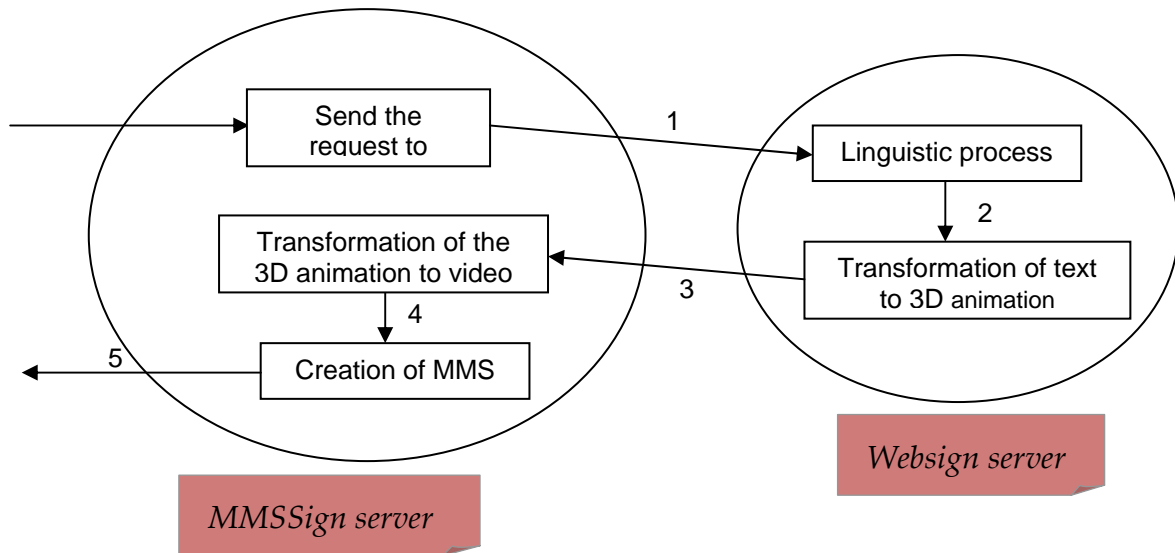 Send the
request to
1
Linguistic process
2
Transformation of text
to 3D animation
3
Transformation of the
3D animation to video
4
Creation of MMS
5
MMSSign server
Websign server